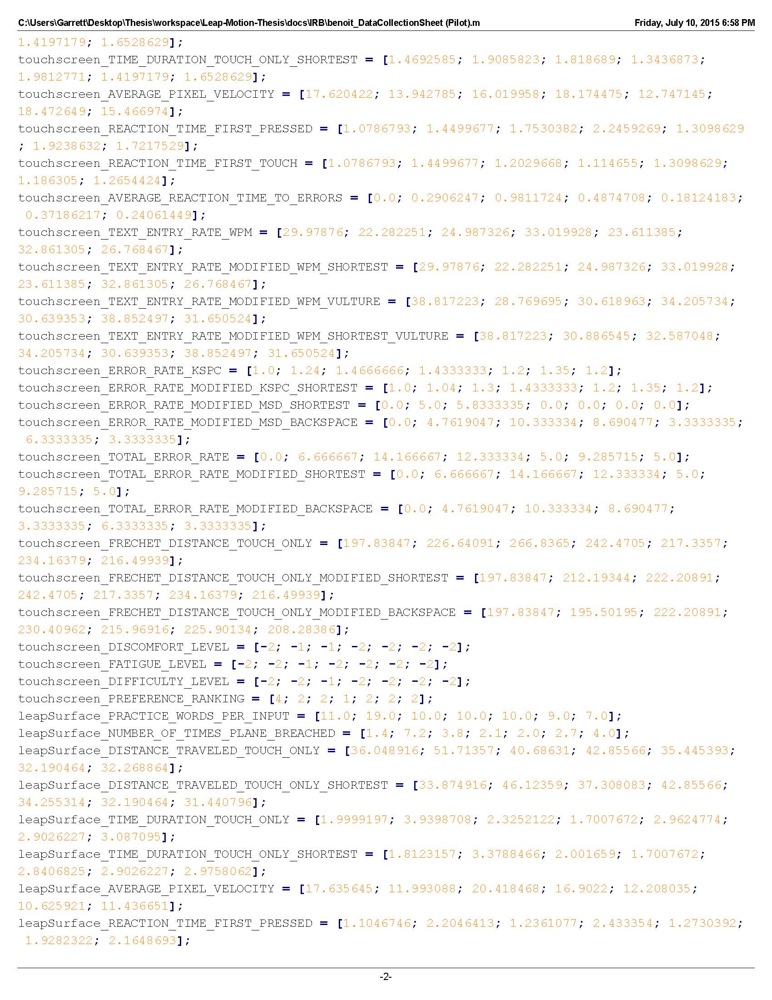 C:\Users\Garrett\Desktop\Thesis\workspace\Leap-Motion-Thesis\docs\IRB\benoit_DataCollectionSheet (Pilot).m Friday, July 10, 2015 6:58 PM
1.4197179; 1.6528629];
touchscreen_TIME_DURATION_TOUCH_ONLY_SHORTEST = [1.4692585; 1.9085823; 1.818689; 1.3436873;
1.9812771; 1.4197179; 1.6528629];
touchscreen_AVERAGE_PIXEL_VELOCITY = [17.620422; 13.942785; 16.019958; 18.174475; 12.747145;
18.472649; 15.466974];
touchscreen_REACTION_TIME_FIRST_PRESSED = [1.0786793; 1.4499677; 1.7530382; 2.2459269; 1.3098629
; 1.9238632; 1.7217529];
touchscreen_REACTION_TIME_FIRST_TOUCH = [1.0786793; 1.4499677; 1.2029668; 1.114655; 1.3098629;
1.186305; 1.2654424];
touchscreen_AVERAGE_REACTION_TIME_TO_ERRORS = [0.0; 0.2906247; 0.9811724; 0.4874708; 0.18124183;
0.37186217; 0.24061449];
touchscreen_TEXT_ENTRY_RATE_WPM = [29.97876; 22.282251; 24.987326; 33.019928; 23.611385;
32.861305; 26.768467];
touchscreen_TEXT_ENTRY_RATE_MODIFIED_WPM_SHORTEST = [29.97876; 22.282251; 24.987326; 33.019928;
23.611385; 32.861305; 26.768467];
touchscreen_TEXT_ENTRY_RATE_MODIFIED_WPM_VULTURE = [38.817223; 28.769695; 30.618963; 34.205734;
30.639353; 38.852497; 31.650524];
touchscreen_TEXT_ENTRY_RATE_MODIFIED_WPM_SHORTEST_VULTURE = [38.817223; 30.886545; 32.587048;
34.205734; 30.639353; 38.852497; 31.650524];
touchscreen_ERROR_RATE_KSPC = [1.0; 1.24; 1.4666666; 1.4333333; 1.2; 1.35; 1.2];
touchscreen_ERROR_RATE_MODIFIED_KSPC_SHORTEST = [1.0; 1.04; 1.3; 1.4333333; 1.2; 1.35; 1.2];
touchscreen_ERROR_RATE_MODIFIED_MSD_SHORTEST = [0.0; 5.0; 5.8333335; 0.0; 0.0; 0.0; 0.0];
touchscreen_ERROR_RATE_MODIFIED_MSD_BACKSPACE = [0.0; 4.7619047; 10.333334; 8.690477; 3.3333335;
6.3333335; 3.3333335];
touchscreen_TOTAL_ERROR_RATE = [0.0; 6.666667; 14.166667; 12.333334; 5.0; 9.285715; 5.0];
touchscreen_TOTAL_ERROR_RATE_MODIFIED_SHORTEST = [0.0; 6.666667; 14.166667; 12.333334; 5.0;
9.285715; 5.0];
touchscreen_TOTAL_ERROR_RATE_MODIFIED_BACKSPACE = [0.0; 4.7619047; 10.333334; 8.690477;
3.3333335; 6.3333335; 3.3333335];
touchscreen_FRECHET_DISTANCE_TOUCH_ONLY = [197.83847; 226.64091; 266.8365; 242.4705; 217.3357;
234.16379; 216.49939];
touchscreen_FRECHET_DISTANCE_TOUCH_ONLY_MODIFIED_SHORTEST = [197.83847; 212.19344; 222.20891;
242.4705; 217.3357; 234.16379; 216.49939];
touchscreen_FRECHET_DISTANCE_TOUCH_ONLY_MODIFIED_BACKSPACE = [197.83847; 195.50195; 222.20891;
230.40962; 215.96916; 225.90134; 208.28386];
touchscreen_DISCOMFORT_LEVEL = [-2; -1; -1; -2; -2; -2; -2];
touchscreen_FATIGUE_LEVEL = [-2; -2; -1; -2; -2; -2; -2];
touchscreen_DIFFICULTY_LEVEL = [-2; -2; -1; -2; -2; -2; -2];
touchscreen_PREFERENCE_RANKING = [4; 2; 2; 1; 2; 2; 2];
leapSurface_PRACTICE_WORDS_PER_INPUT = [11.0; 19.0; 10.0; 10.0; 10.0; 9.0; 7.0];
leapSurface_NUMBER_OF_TIMES_PLANE_BREACHED = [1.4; 7.2; 3.8; 2.1; 2.0; 2.7; 4.0];
leapSurface_DISTANCE_TRAVELED_TOUCH_ONLY = [36.048916; 51.71357; 40.68631; 42.85566; 35.445393;
32.190464; 32.268864];
leapSurface_DISTANCE_TRAVELED_TOUCH_ONLY_SHORTEST = [33.874916; 46.12359; 37.308083; 42.85566;
34.255314; 32.190464; 31.440796];
leapSurface_TIME_DURATION_TOUCH_ONLY = [1.9999197; 3.9398708; 2.3252122; 1.7007672; 2.9624774;
2.9026227; 3.087095];
leapSurface_TIME_DURATION_TOUCH_ONLY_SHORTEST = [1.8123157; 3.3788466; 2.001659; 1.7007672;
2.8406825; 2.9026227; 2.9758062];
leapSurface_AVERAGE_PIXEL_VELOCITY = [17.635645; 11.993088; 20.418468; 16.9022; 12.208035;
10.625921; 11.436651];
leapSurface_REACTION_TIME_FIRST_PRESSED = [1.1046746; 2.2046413; 1.2361077; 2.433354; 1.2730392;
1.9282322; 2.1648693];
-2-